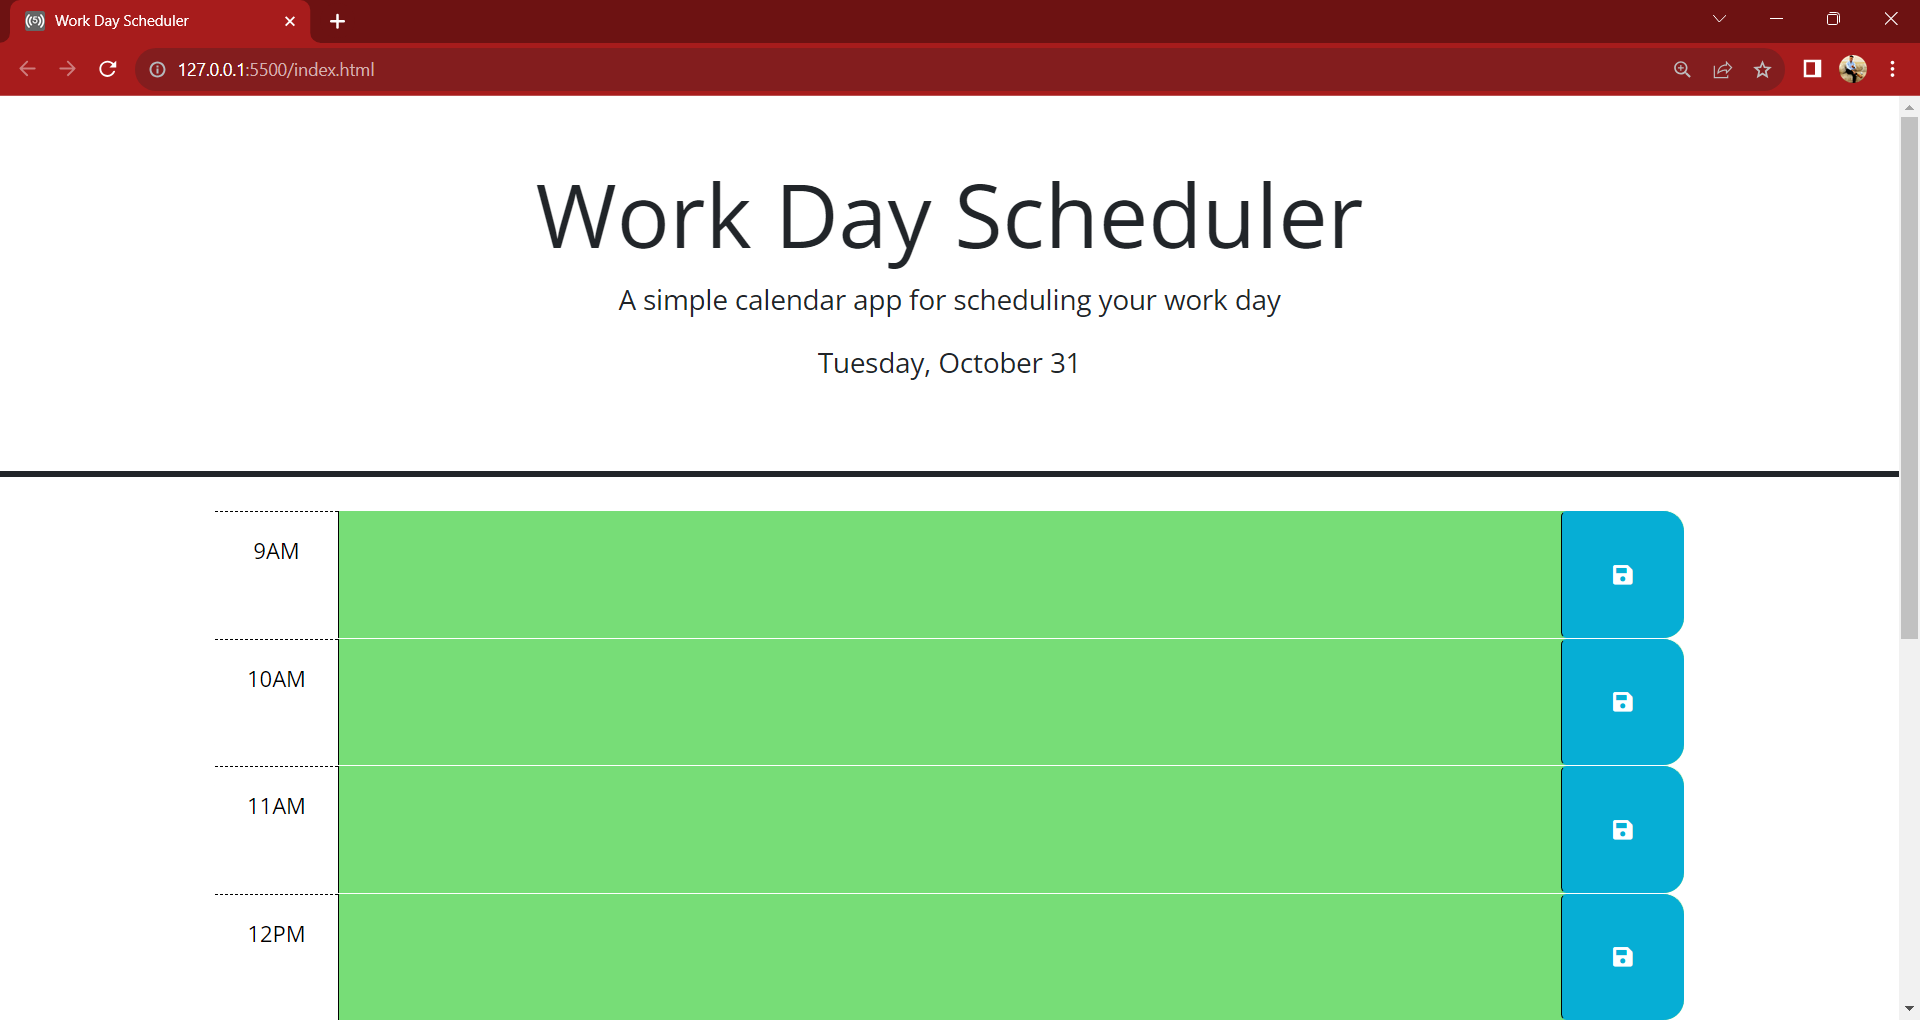 Work Day Scheduler
127.0.0.1:5500/index.html
Work Day Scheduler
A simple calendar app for scheduling your work day
Tuesday, October 31
9AM
10AM
11AM
12PM